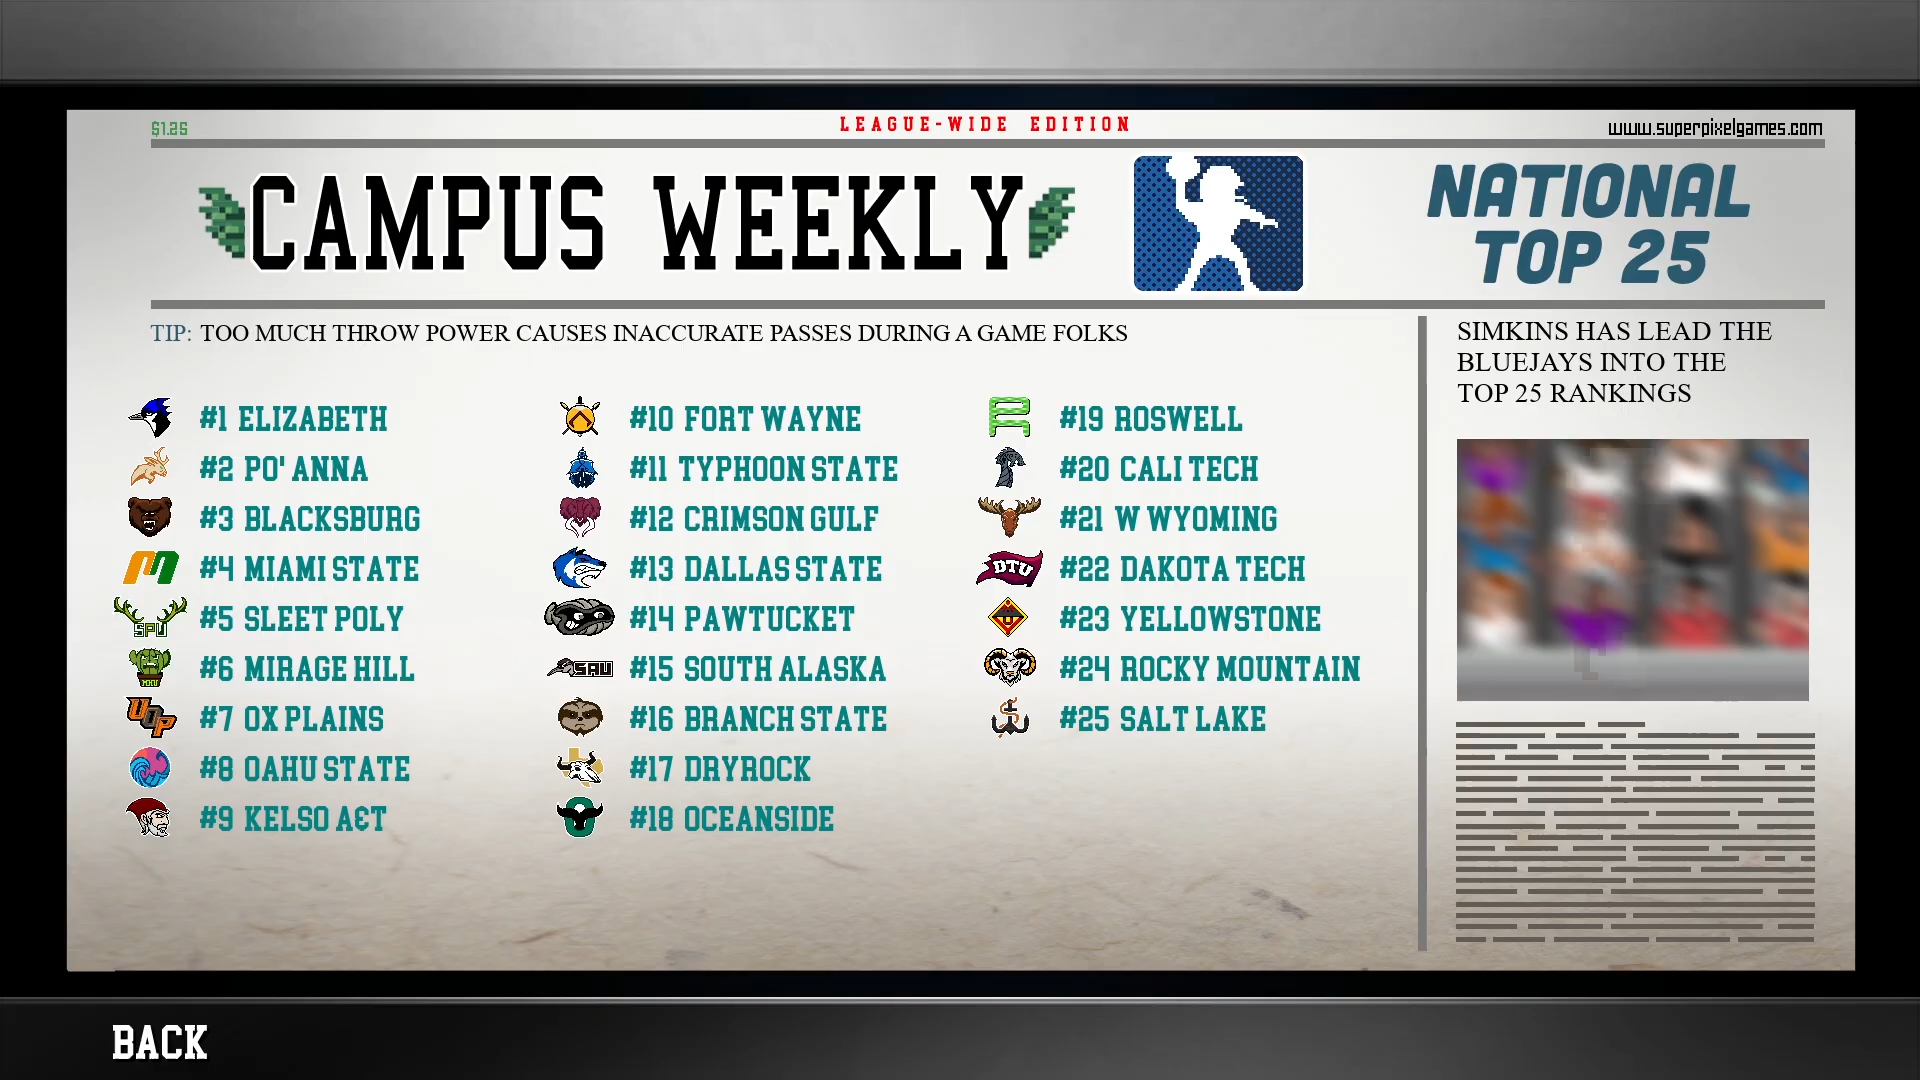 $1.25
LEAGUE-WIDE EDITION
www.superpixelgames.com
CAMPUS WEEKLY
NATIONAL
TOP 25
TIP: TOO MUCH THROW POWER CAUSES INACCURATE PASSES DURING A GAME FOLKS
#1 ELIZABETH
#2 PO' ANNA
#3 BLACKSBURG
#4 MIAMI STATE
SPU
#5 SLEET POLY
#6 MIRAGE HILL
UOP
#7 OX PLAINS
#8 OAHU STATE
#9 KELSO A&T
#10 FORT WAYNE
#11 TYPHOON STATE
#12 CRIMSON GULF
#13 DALLAS STATE
#14 PAWTUCKET
SAU
#15 SOUTH ALASKA
#16 BRANCH STATE
#17 DRYROCK
#18 OCEANSIDE
#19 ROSWELL
#20 CALI TECH
#21 W WYOMING
DTU
#22 DAKOTA TECH
#23 YELLOWSTONE
#24 ROCKY MOUNTAIN
#25 SALT LAKE
SIMKINS HAS LEAD THE
BLUEJAYS INTO THE
TOP 25 RANKINGS
BACK